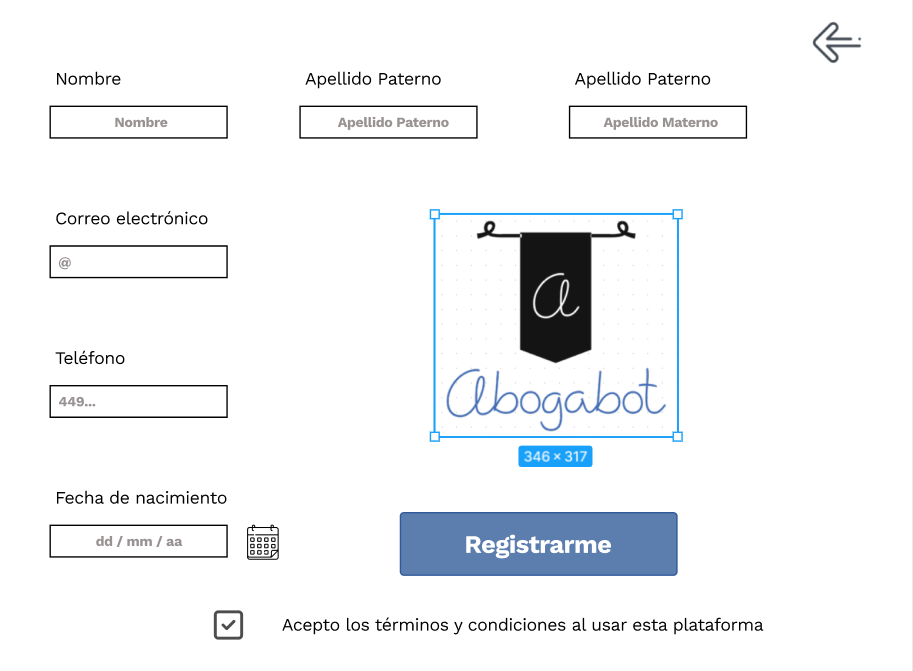 Nombre
Apellido Paterno
Apellido Paterno
Nombre
Apellido Paterno
Apellido Materno
Correo electrónico
@
a
Teléfono
449...
Abogabot
346 × 317
Fecha de nacimiento
dd / mm / aa
Registrarme
Acepto los términos y condiciones al usar esta plataforma